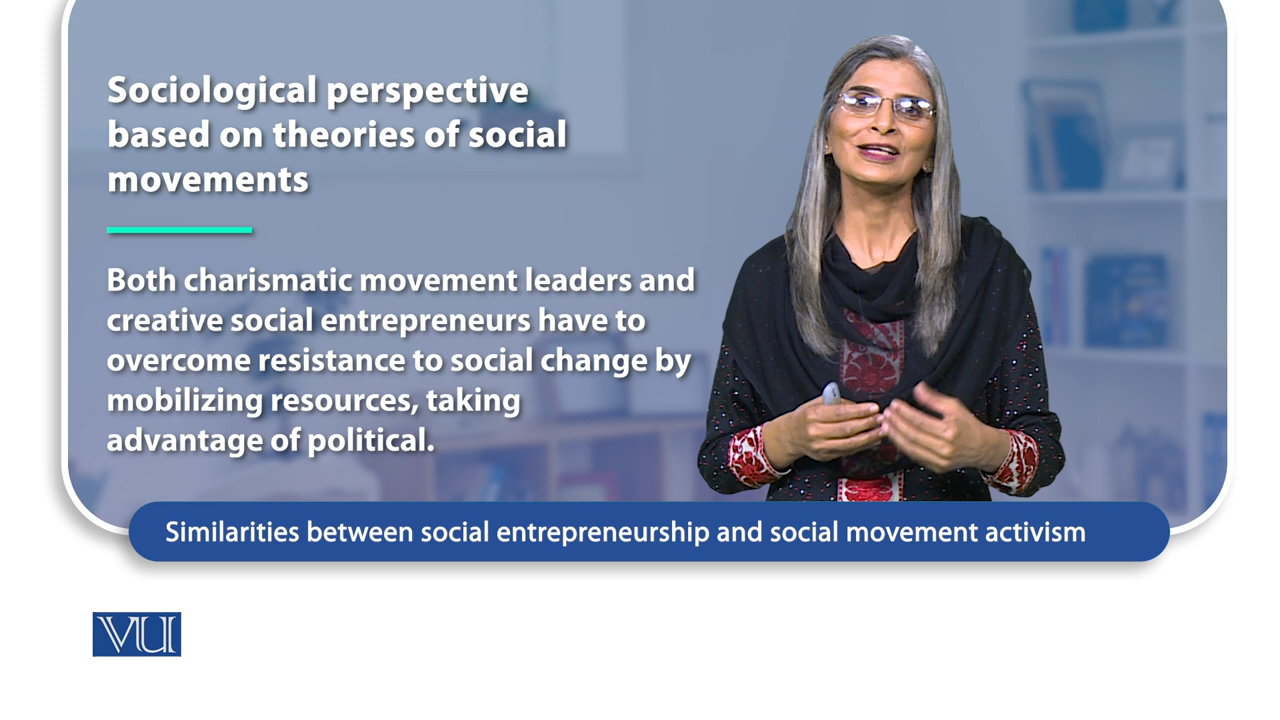 Sociological perspective
based on theories of social
movements
Both charismatic movement leaders and
creative social entrepreneurs have to
overcome resistance to social change by
mobilizing resources, taking
advantage of political.
Similarities between social entrepreneurship and social movement activism
VU